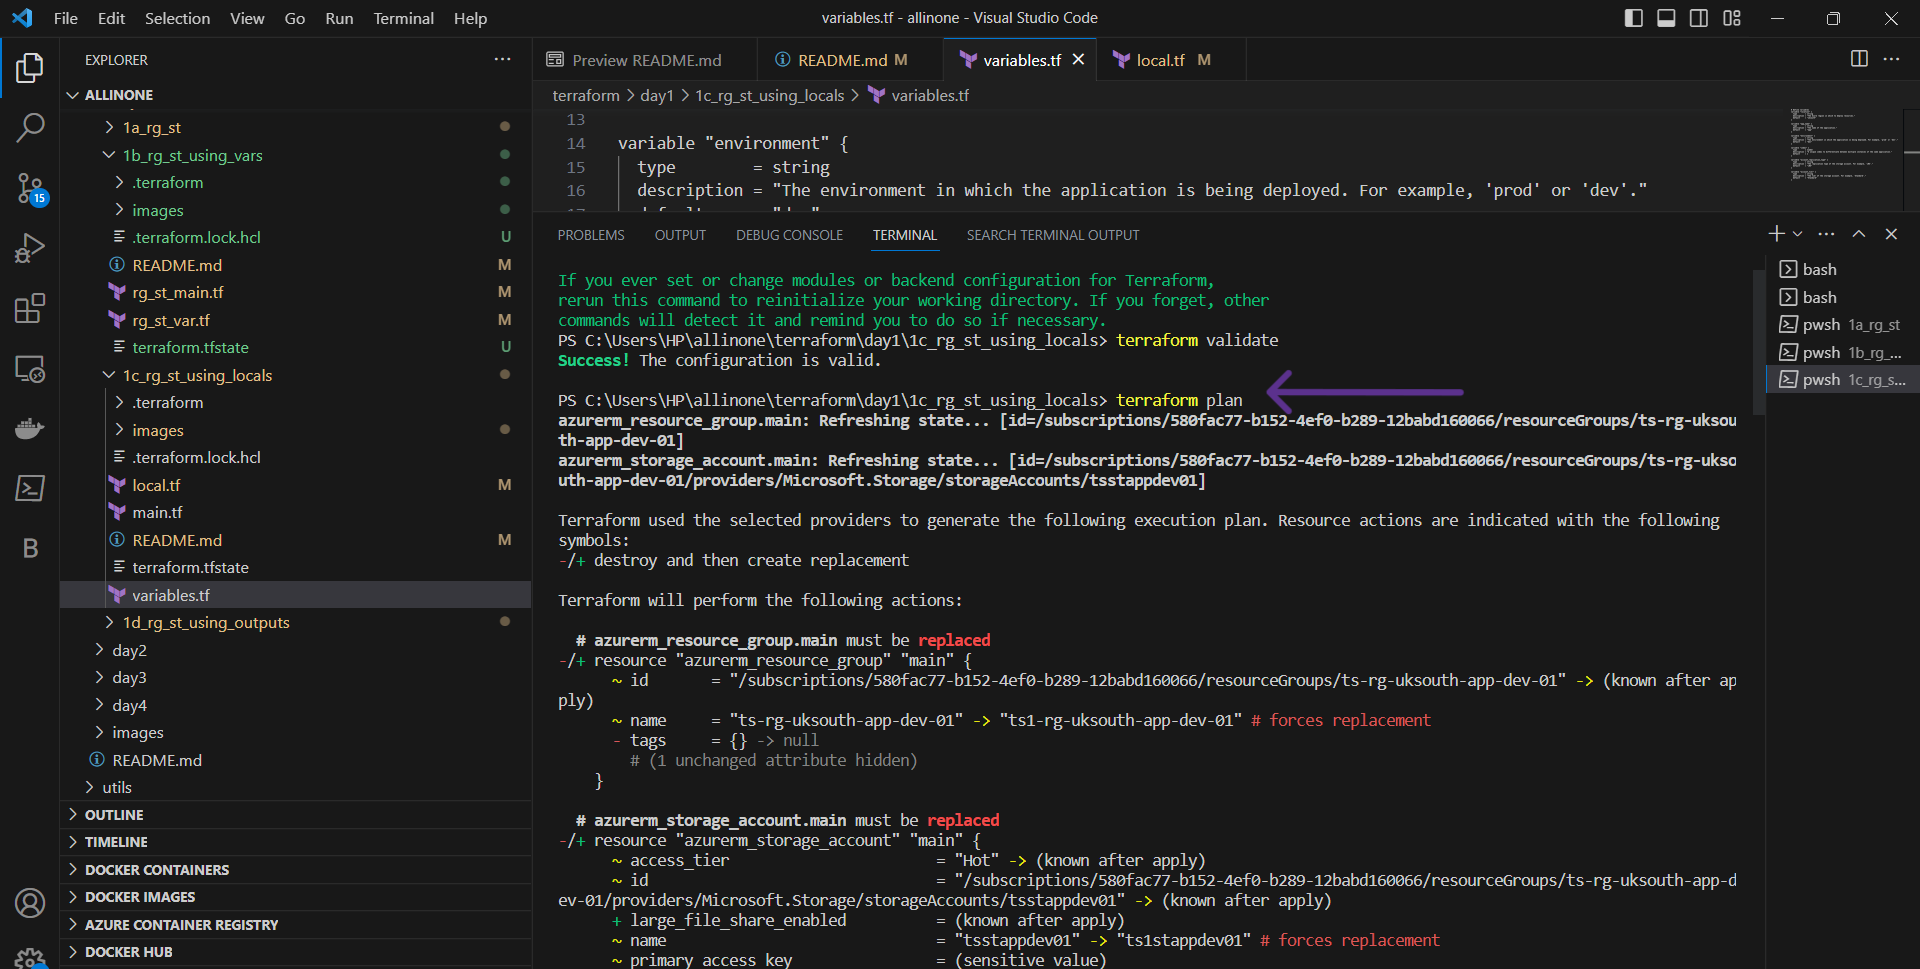 File Edit Selection View Go Run Terminal Help
variables.tf - allinone - Visual Studio Code
EXPLORER
ALLINONE
1a_rg_st
1b_rg_st_using_vars
.terraform
images
.terraform.lock.hcl U
README.md M
rg_st_main.tf M
rg_st_var.tf M
terraform.tfstate U
1c_rg_st_using_locals
.terraform
images
.terraform.lock.hcl
local.tf M
main.tf
README.md M
terraform.tfstate
variables.tf
1d_rg_st_using_outputs
day2
day3
day4
images
README.md
utils
OUTLINE
TIMELINE
DOCKER CONTAINERS
DOCKER IMAGES
AZURE CONTAINER REGISTRY
DOCKER HUB
15
B
Preview README.md
README.md M
variables.tf
local.tf M
terraform > day1 > 1c_rg_st_using_locals > variables.tf
13
14 variable "environment" {
15 type = string
16 description = "The environment in which the application is being deployed. For example, 'prod' or 'dev'."
PROBLEMS OUTPUT DEBUG CONSOLE TERMINAL SEARCH TERMINAL OUTPUT
If you ever set or change modules or backend configuration for Terraform,
rerun this command to reinitialize your working directory. If you forget, other
commands will detect it and remind you to do so if necessary.
PS C:\Users\HP\allinone\terraform\day1\1c_rg_st_using_locals> terraform validate
Success! The configuration is valid.
PS C:\Users\HP\allinone\terraform\day1\1c_rg_st_using_locals> terraform plan
azurerm_resource_group.main: Refreshing state... [id=/subscriptions/580fac77-b152-4ef0-b289-12babd160066/resourceGroups/ts-rg-uksou
th-app-dev-01]
azurerm_storage_account.main: Refreshing state... [id=/subscriptions/580fac77-b152-4ef0-b289-12babd160066/resourceGroups/ts-rg-ukso
uth-app-dev-01/providers/Microsoft.Storage/storageAccounts/tsstappdev01]
Terraform used the selected providers to generate the following execution plan. Resource actions are indicated with the following
symbols:
-/+ destroy and then create replacement
Terraform will perform the following actions:
# azurerm_resource_group.main must be replaced
-/+ resource "azurerm_resource_group" "main" {
~ id = "/subscriptions/580fac77-b152-4ef0-b289-12babd160066/resourceGroups/ts-rg-uksouth-app-dev-01" -> (known after ap
ply)
~ name = "ts-rg-uksouth-app-dev-01" -> "ts1-rg-uksouth-app-dev-01" # forces replacement
- tags = {} -> null
# (1 unchanged attribute hidden)
}
# azurerm_storage_account.main must be replaced
-/+ resource "azurerm_storage_account" "main" {
~ access_tier = "Hot" -> (known after apply)
~ id = "/subscriptions/580fac77-b152-4ef0-b289-12babd160066/resourceGroups/ts-rg-uksouth-app-d
ev-01/providers/Microsoft.Storage/storageAccounts/tsstappdev01" -> (known after apply)
+ large_file_share_enabled = (known after apply)
~ name = "tsstappdev01" -> "ts1stappdev01" # forces replacement
~ primary_access_key = (sensitive value)
bash
bash
pwsh 1a_rg_st
pwsh 1b_rg_...
pwsh 1c_rg_s...